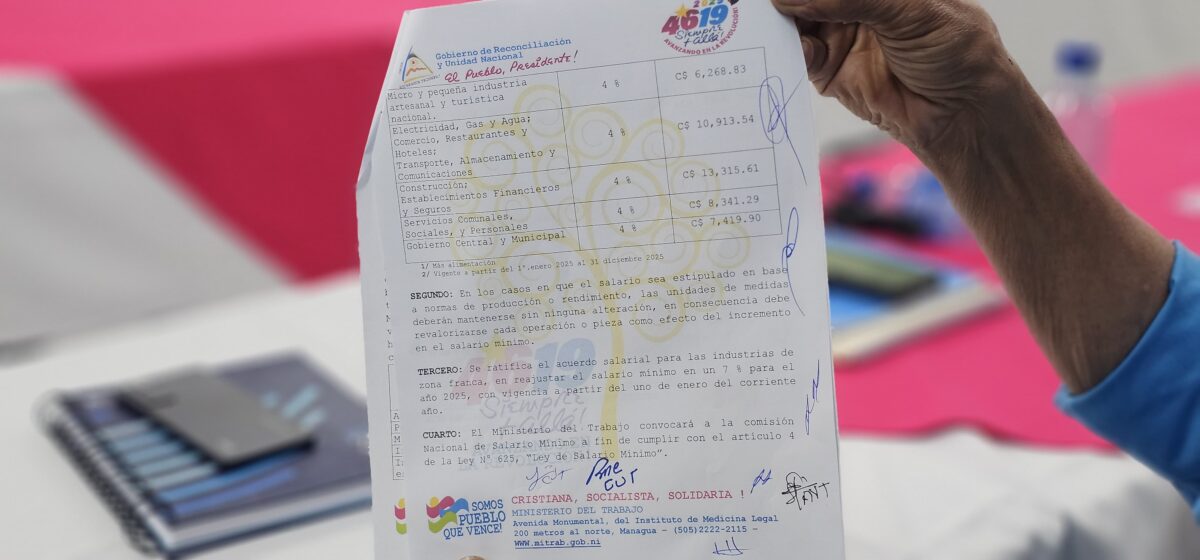 2025
4619
Siempre
+ allá!
AVANZANDO EN LA REVOLUCIÓN!
Gobierno de Reconciliación
y Unidad Nacional
El Pueblo, Presidente!
Micro y pequeña industria
artesanal y turística
nacional.
4 %
C$ 6,268.83
Electricidad, Gas y Agua;
Comercio, Restaurantes y
Hoteles;
Transporte, Almacenamiento y
Comunicaciones
4 %
C$ 10,913.54
Construcción;
Establecimientos Financieros
y Seguros
4 %
C$ 13,315.61
Servicios Comunales,
Sociales, y Personales
4 %
C$ 8,341.29
Gobierno Central y Municipal
4 %
C$ 7,419.90
1/ Más alimentación
2/ Vigente a partir del 1°.enero 2025 al 31 diciembre 2025
SEGUNDO: En los casos en que el salario sea estipulado en base
a normas de producción o rendimiento, las unidades de medidas
deberán mantenerse sin ninguna alteración, en consecuencia debe
revalorizarse cada operación o pieza como efecto del incremento
en el salario mínimo.
4619
Siempre
+ allá!
TERCERO: Se ratifica el acuerdo salarial para las industrias de
zona franca, en reajustar el salario mínimo en un 7 % para el
año 2025, con vigencia a partir del uno de enero del corriente
año.
CUARTO: El Ministerio del Trabajo convocará a la comisión
Nacional de Salario Mínimo a fin de cumplir con el artículo 4
de la Ley N° 625, "Ley de Salario Mínimo".
CUT
FNT
SOMOS
PUEBLO
QUE VENCE!
CRISTIANA, SOCIALISTA, SOLIDARIA !
MINISTERIO DEL TRABAJO
Avenida Monumental, del Instituto de Medicina Legal
200 metros al norte, Managua – (505)2222-2115 –
WWW.mitrab.gob.ni